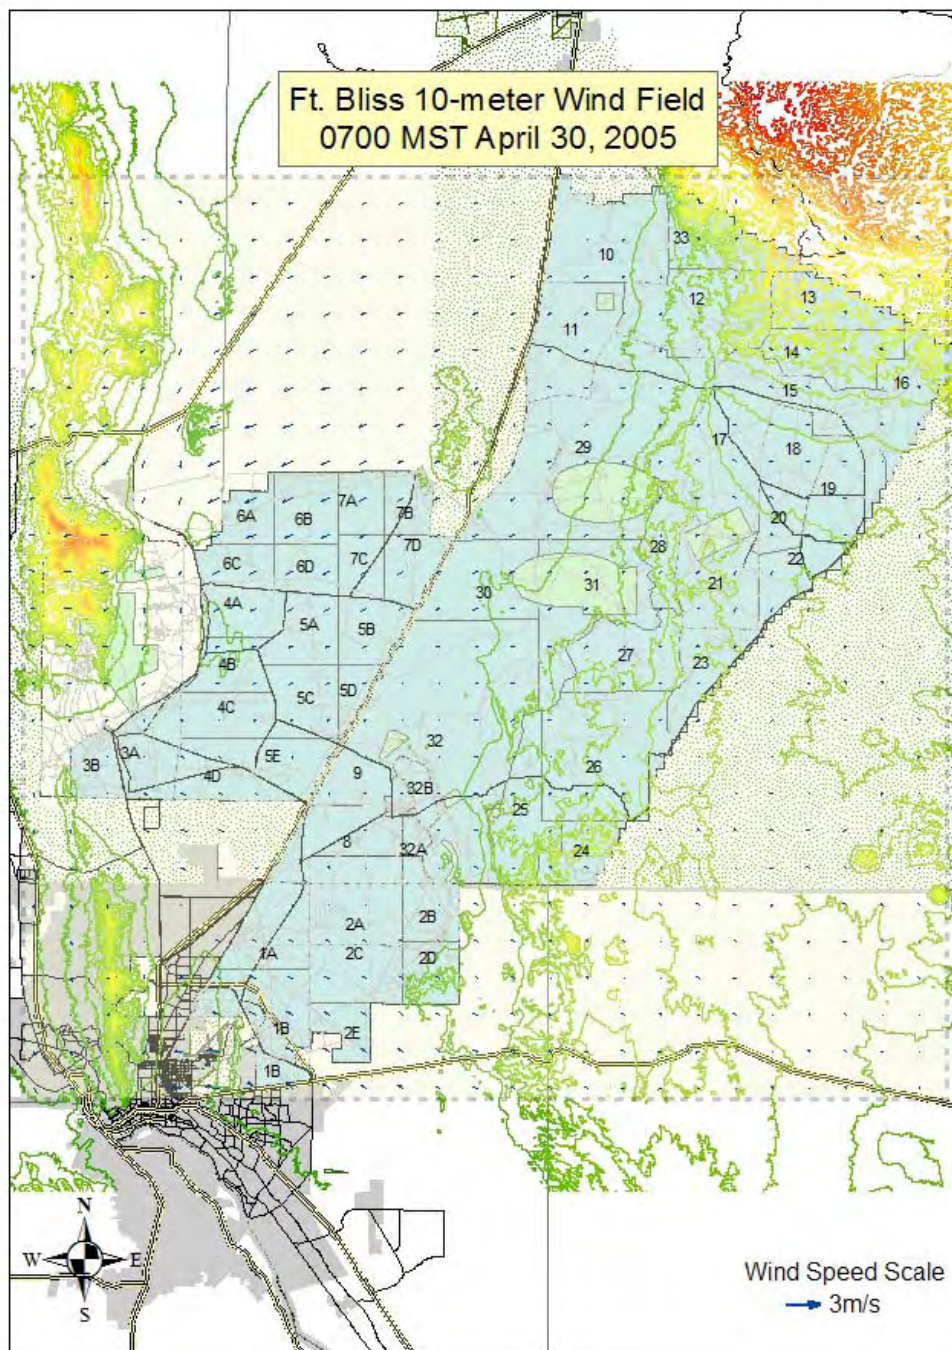 Ft. Bliss 10-meter Wind Field
0700 MST April 30, 2005
33
10
12
13
11
14
15
16
17
29
18
19
7A
7B
6A
6B
20
7D
28
22
6C
6D
7C
21
30
31
4A
5A
5B
27
23
4B
5D
5C
4C
32
3A
5E
3B
4D
9
26
32B
25
8
32A
24
2B
2A
1A
2C
2D
1B
2E
1B
N
W E
S
Wind Speed Scale
3m/s